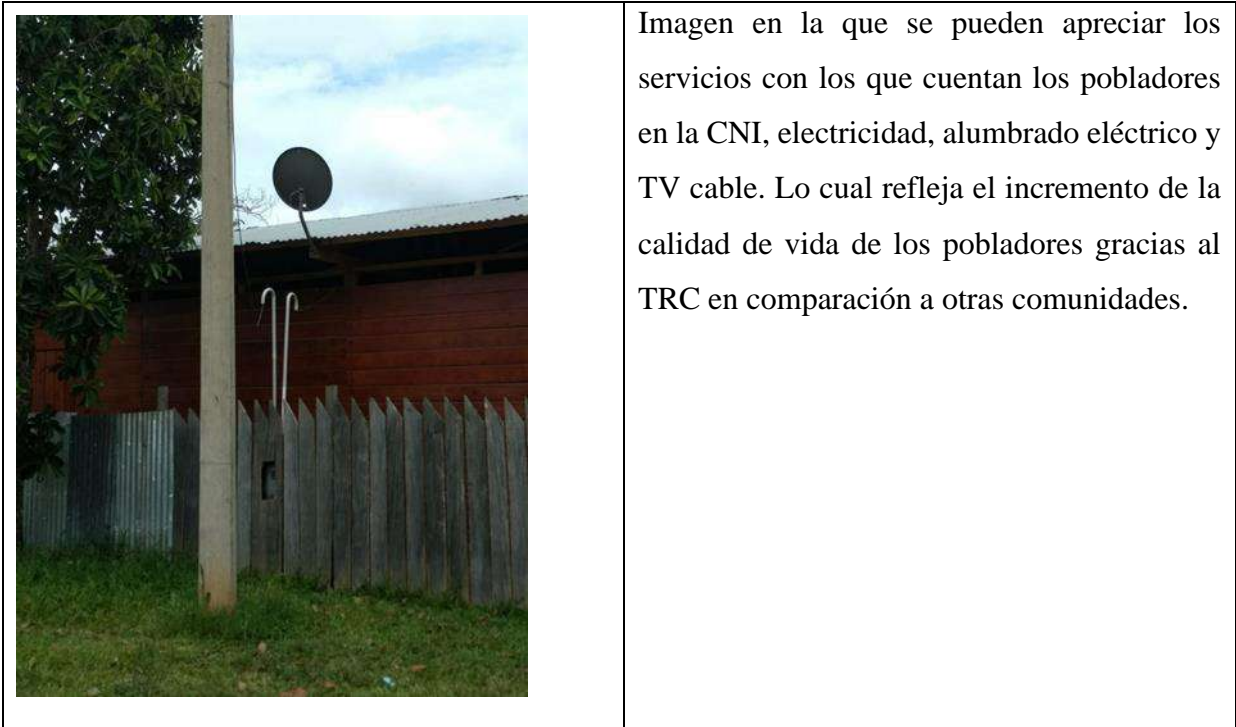 Imagen en la que se pueden apreciar los
servicios con los que cuentan los pobladores
en la CNI, electricidad, alumbrado eléctrico y
TV cable. Lo cual refleja el incremento de la
calidad de vida de los pobladores gracias al
TRC en comparación a otras comunidades.